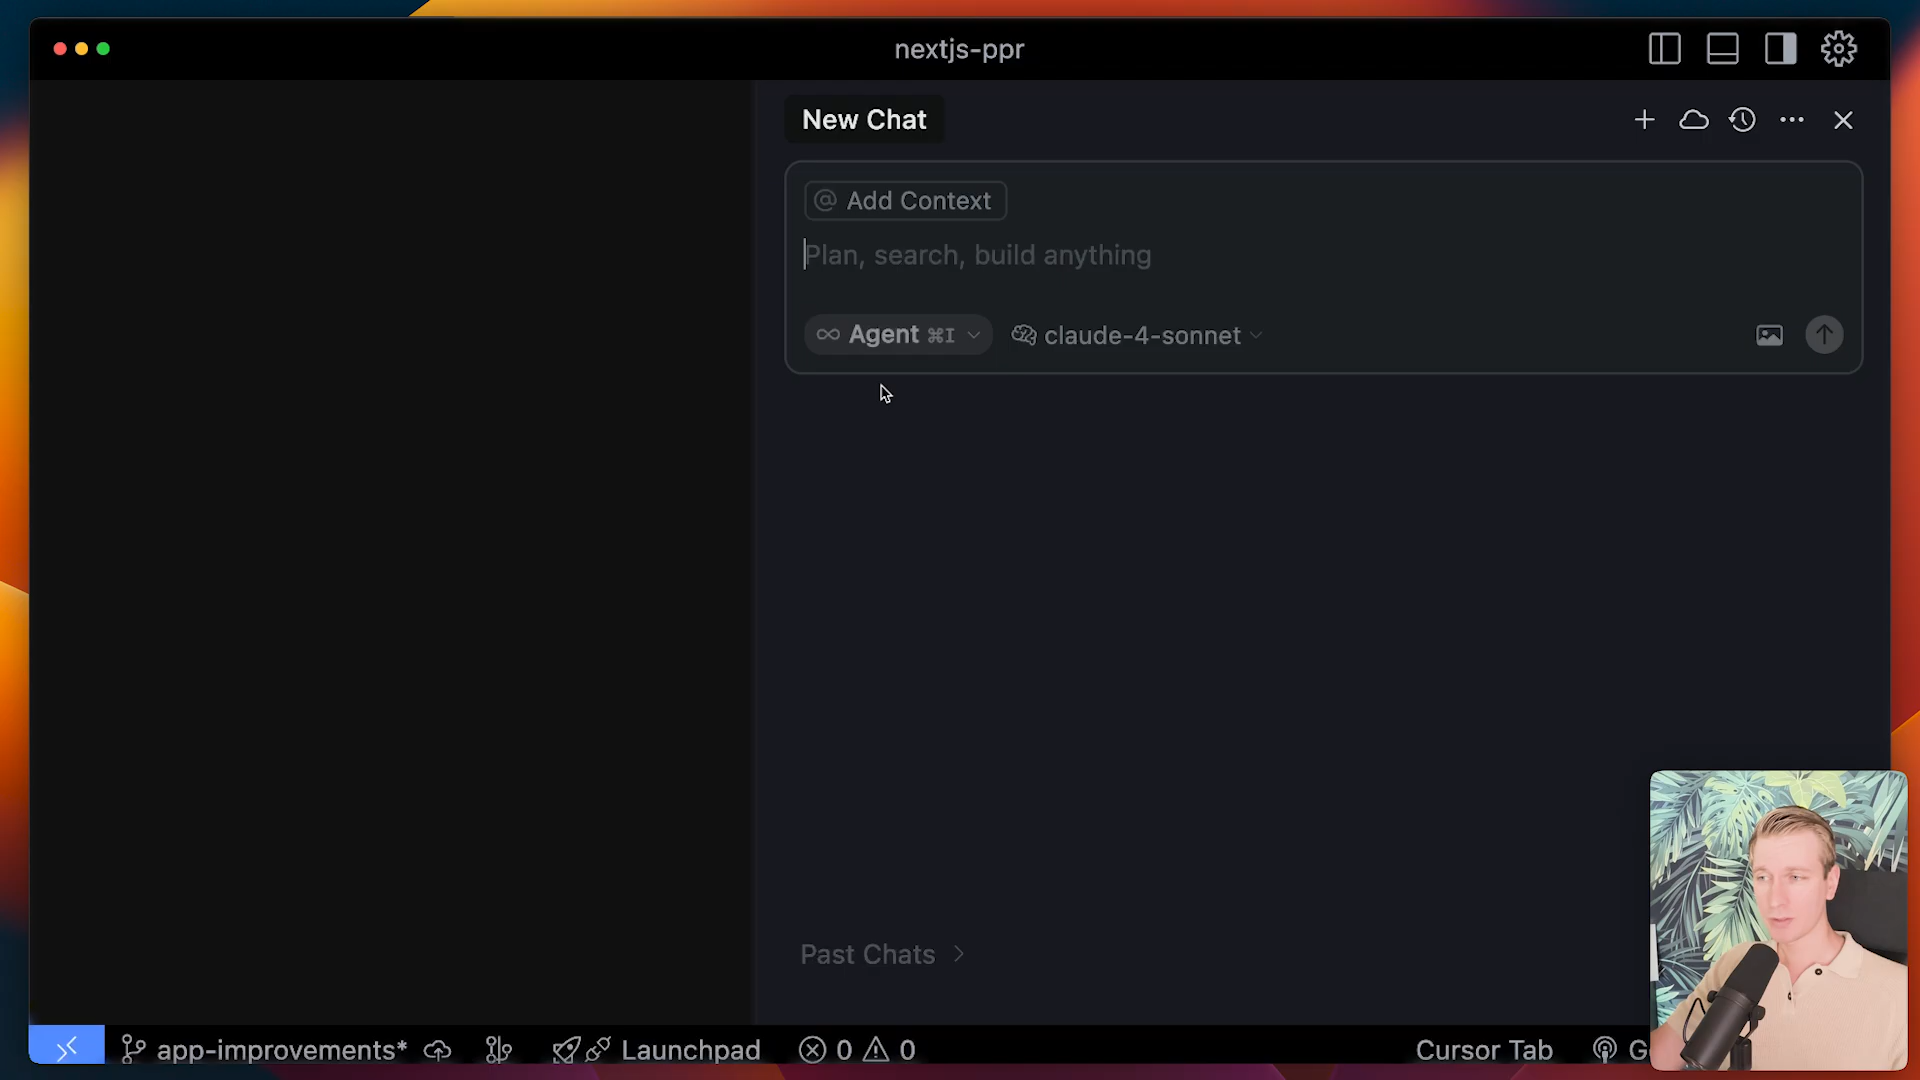 nextjs-ppr
New Chat
@ Add Context
Plan, search, build anything
Agent ⌘I
claude-4-sonnet
Past Chats
app-improvements*
Launchpad
0
0
Cursor Tab